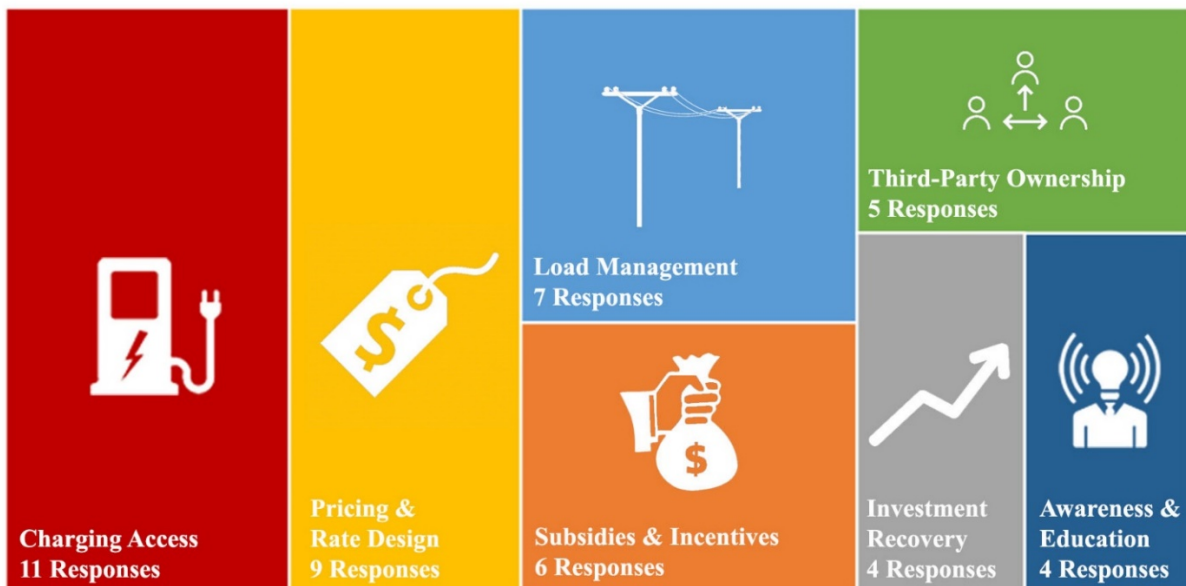 Charging Access
11 Responses
$
Pricing &
Rate Design
9 Responses
Load Management
7 Responses
$
Subsidies & Incentives
6 Responses
Third-Party Ownership
5 Responses
Investment
Recovery
4 Responses
Awareness &
Education
4 Responses